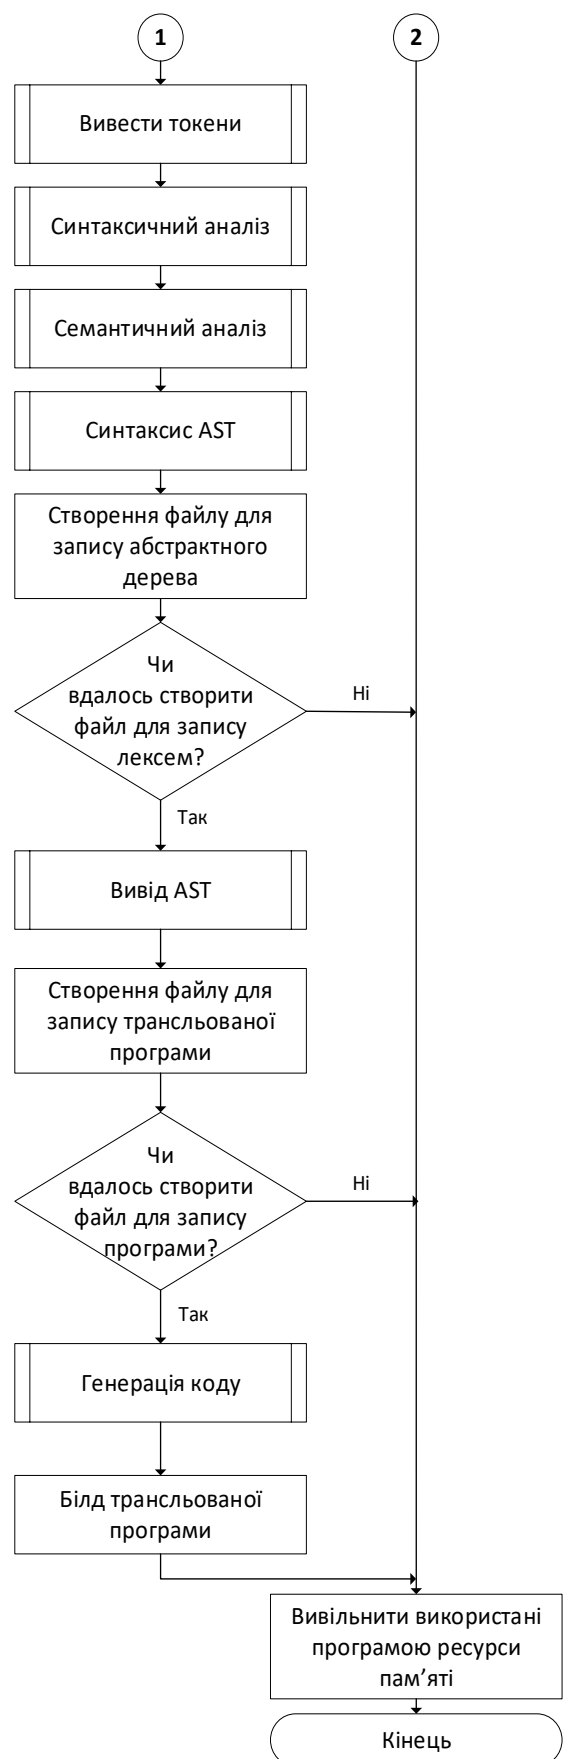 1
2
Вивести токени
Синтаксичний аналіз
Семантичний аналіз
Синтаксис AST
Створення файлу для
запису абстрактного
дерева
Чи
вдалось створити
файл для запису
лексем?
Ні
Так
Вивід AST
Створення файлу для
запису трансльованої
програми
Чи
вдалось створити
файл для запису
програми?
Ні
Так
Генерація коду
Білд трансльованої
програми
Вивільнити використані
програмою ресурси
пам’яті
Кінець